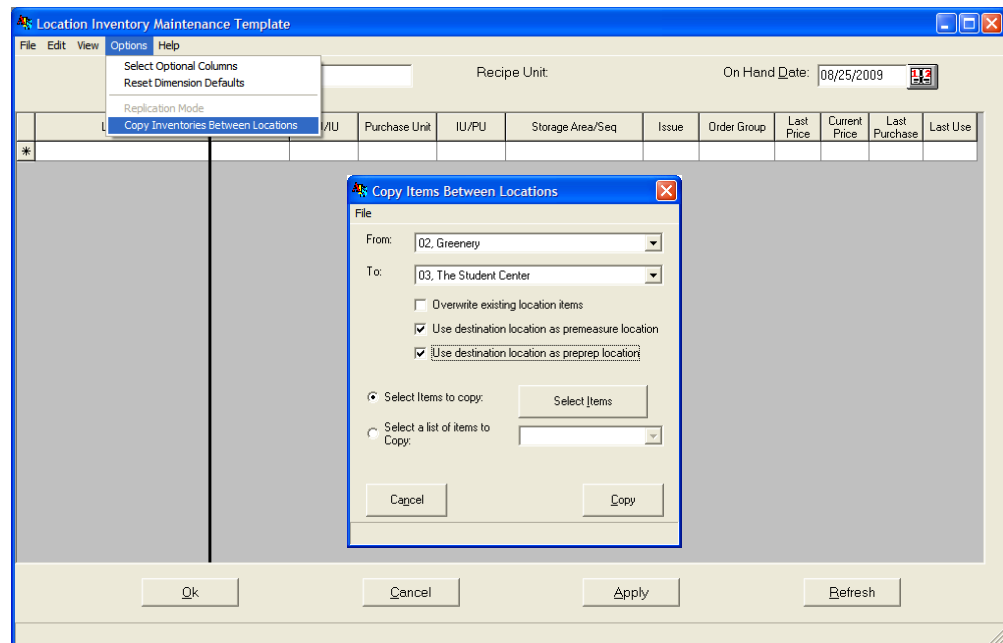 Location Inventory Maintenance Template
File Edit View Options Help
Select Optional Columns
Reset Dimension Defaults
Replication Mode
Copy Inventories Between Locations
Recipe Unit:
On Hand Date: 08/25/2009
L /IU Purchase Unit IU/PU Storage Area/Seq Issue Order Group Last Price Current Price Last Purchase Last Use
Copy Items Between Locations
File
From: 02, Greenery
To: 03, The Student Center
Overwrite existing location items
Use destination location as premeasure location
Use destination location as preprep location
Select Items to copy: Select Items
Select a list of items to
Copy:
Cancel Copy
Ok Cancel Apply Refresh